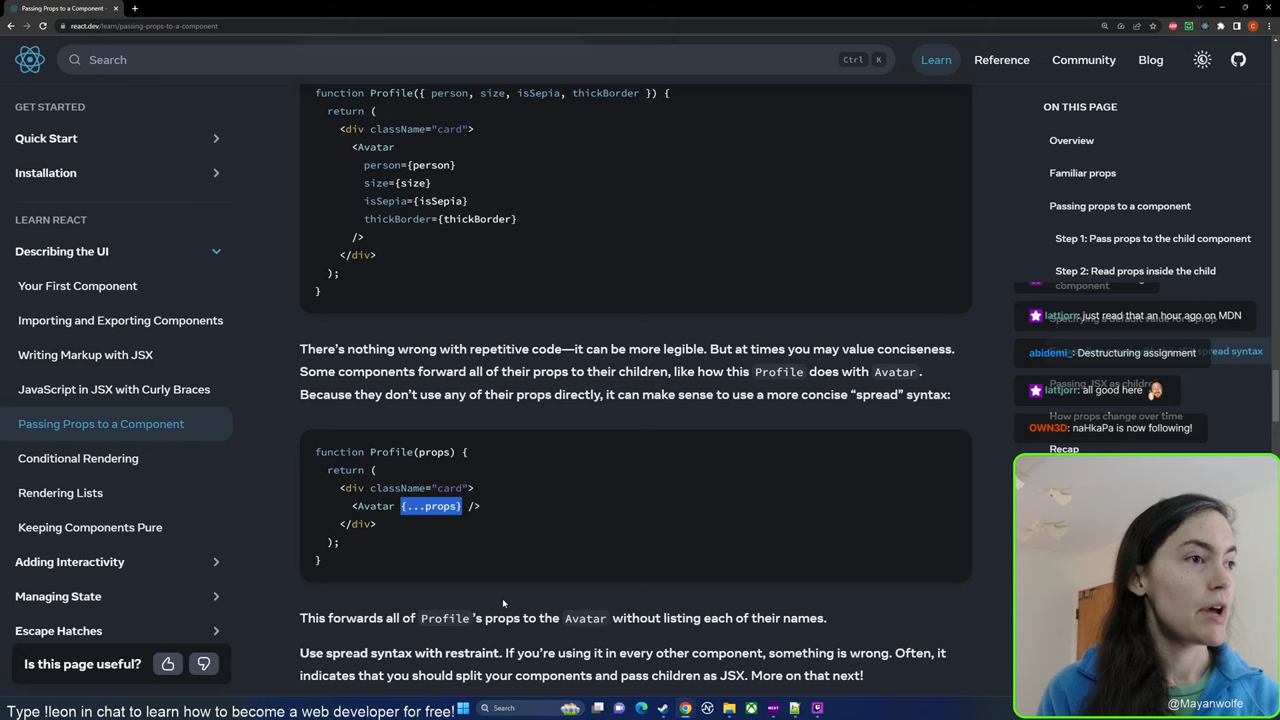 Passing Props to a Component
react.dev/learn/passing-props-to-a-component
Search
Ctrl K
Learn
Reference
Community
Blog
GET STARTED
Quick Start
Installation
LEARN REACT
Describing the UI
Your First Component
Importing and Exporting Components
Writing Markup with JSX
JavaScript in JSX with Curly Braces
Passing Props to a Component
Conditional Rendering
Rendering Lists
Keeping Components Pure
Adding Interactivity
Managing State
Escape Hatches
Is this page useful?
function Profile({ person, size, isSepia, thickBorder }) {
return (
<div className="card">
<Avatar
person={person}
size={size}
isSepia={isSepia}
thickBorder={thickBorder}
/>
</div>
);
}
There's nothing wrong with repetitive code—it can be more legible. But at times you may value conciseness.
Some components forward all of their props to their children, like how this Profile does with Avatar.
Because they don't use any of their props directly, it can make sense to use a more concise “spread” syntax:
function Profile(props) {
return (
<div className="card">
<Avatar {...props} />
</div>
);
}
This forwards all of Profile's props to the Avatar without listing each of their names.
Use spread syntax with restraint. If you're using it in every other component, something is wrong. Often, it
indicates that you should split your components and pass children as JSX. More on that next!
ON THIS PAGE
Overview
Familiar props
Passing props to a component
Step 1: Pass props to the child component
Step 2: Read props inside the child
component
lattjorr: just read that an hour ago on MDN
abidemi_: Destructuring assignment
spread syntax
lattjorr: all good here
Passing JSX as children
How props change over time
OWN3D: naHkaPa is now following!
Recap
@Mayanwolfe
Type !leon in chat to learn how to become a web developer for free!
Search